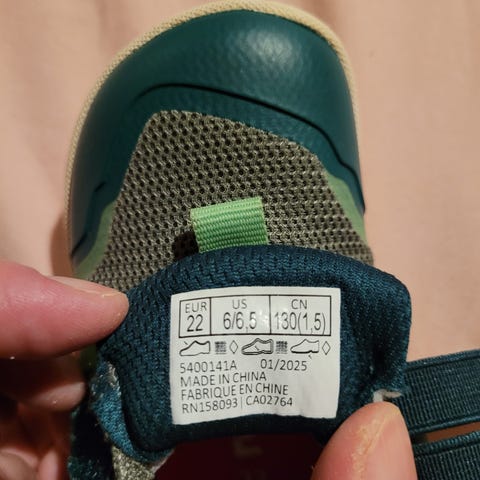 EUR US CN
22 6/6,5 130(1,5)
5400141A 01/2025
MADE IN CHINA
FABRIQUE EN CHINE
RN158093 | CA02764